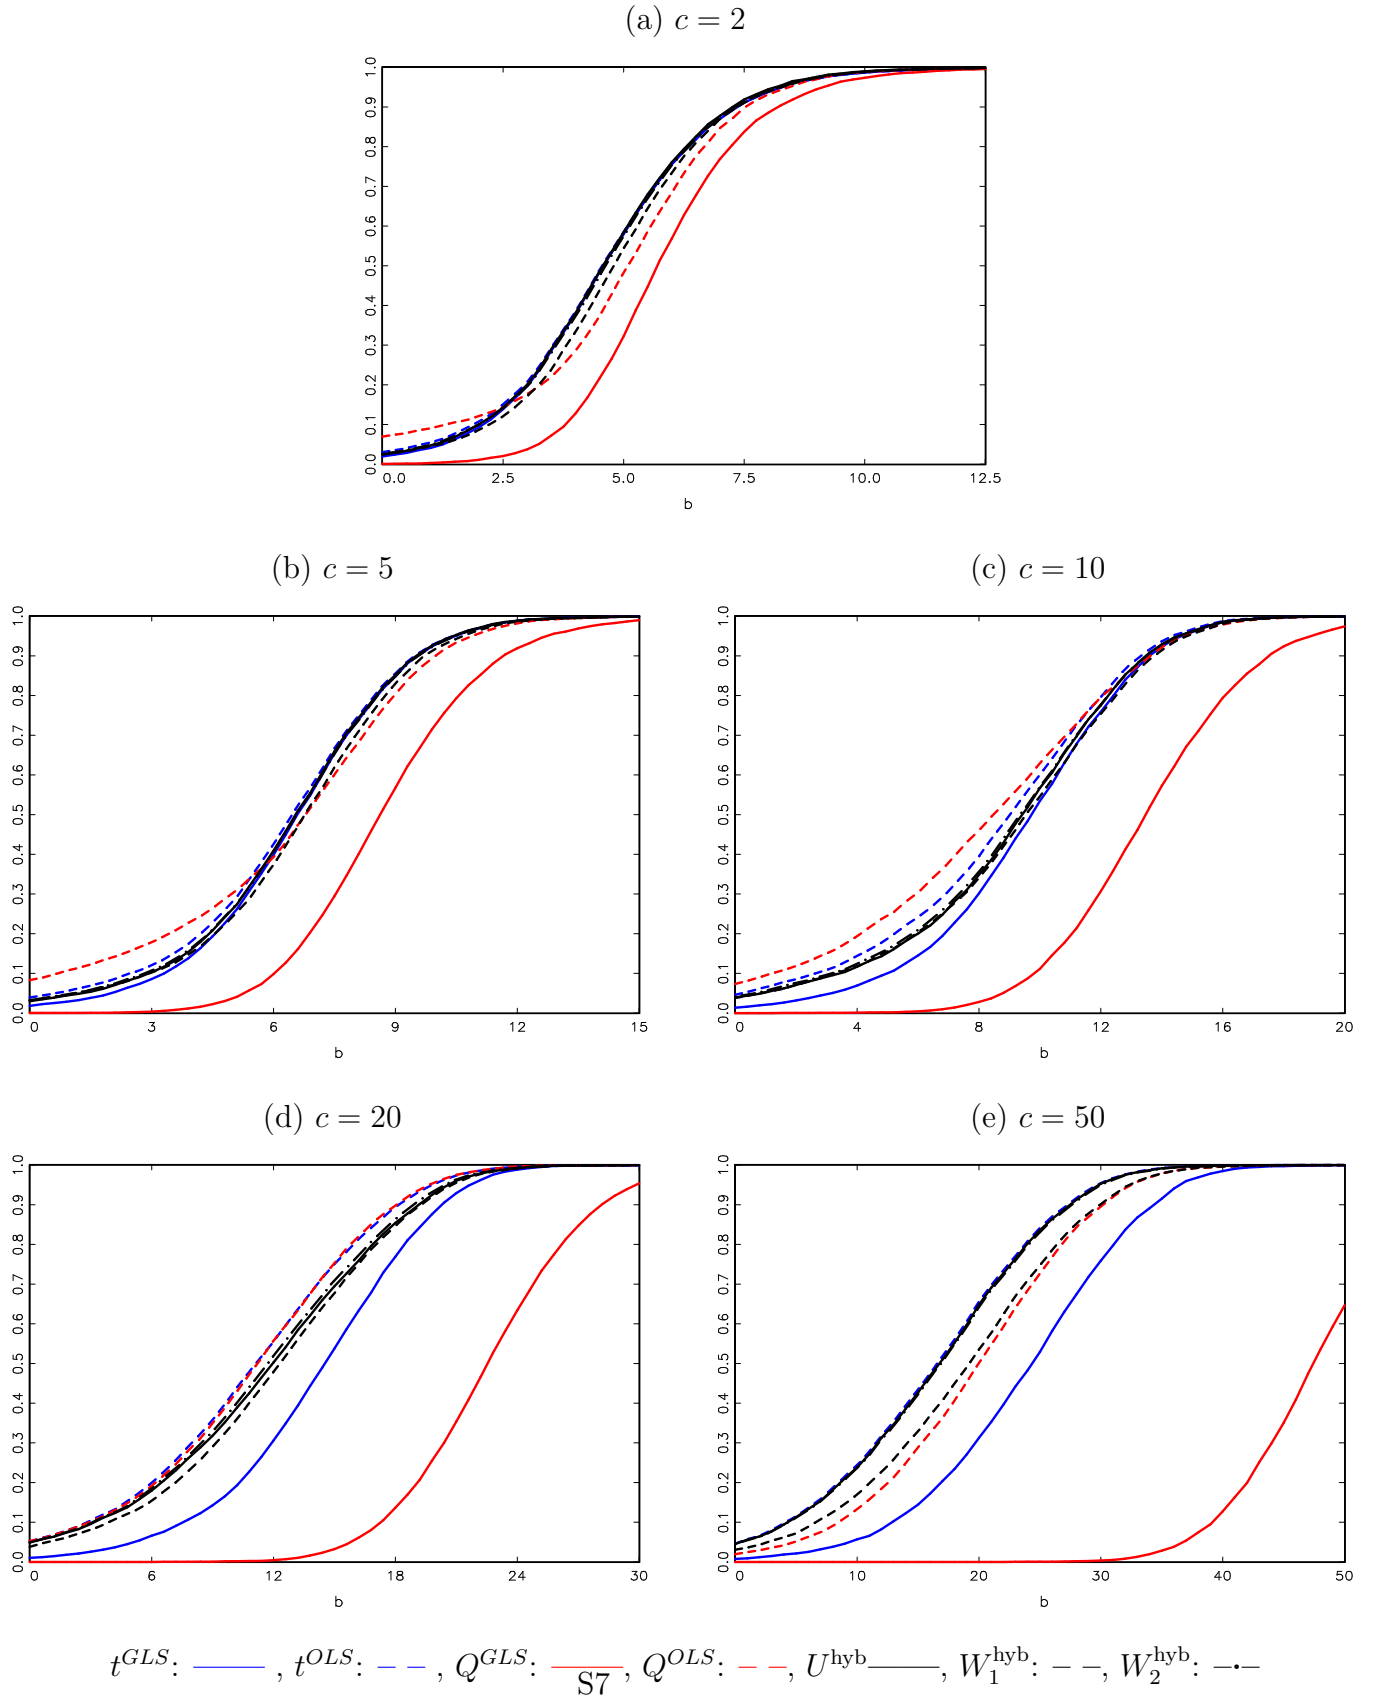 (a) c = 2
0.0 0.1 0.2 0.3 0.4 0.5 0.6 0.7 0.8 0.9 1.0
0.0 2.5 5.0 7.5 10.0 12.5
b
(b) c = 5
0.0 0.1 0.2 0.3 0.4 0.5 0.6 0.7 0.8 0.9 1.0
0 3 6 9 12 15
b
(c) c = 10
0.0 0.1 0.2 0.3 0.4 0.5 0.6 0.7 0.8 0.9 1.0
0 4 8 12 16 20
b
(d) c = 20
0.0 0.1 0.2 0.3 0.4 0.5 0.6 0.7 0.8 0.9 1.0
0 6 12 18 24 30
b
(e) c = 50
0.0 0.1 0.2 0.3 0.4 0.5 0.6 0.7 0.8 0.9 1.0
0 10 20 30 40 50
b
t^{GLS}: ——, t^{OLS}: – –, Q^{GLS}: ——, Q^{OLS}: – –, U^{hyb}——, W_1^{hyb}: – –, W_2^{hyb}: –·–
S7